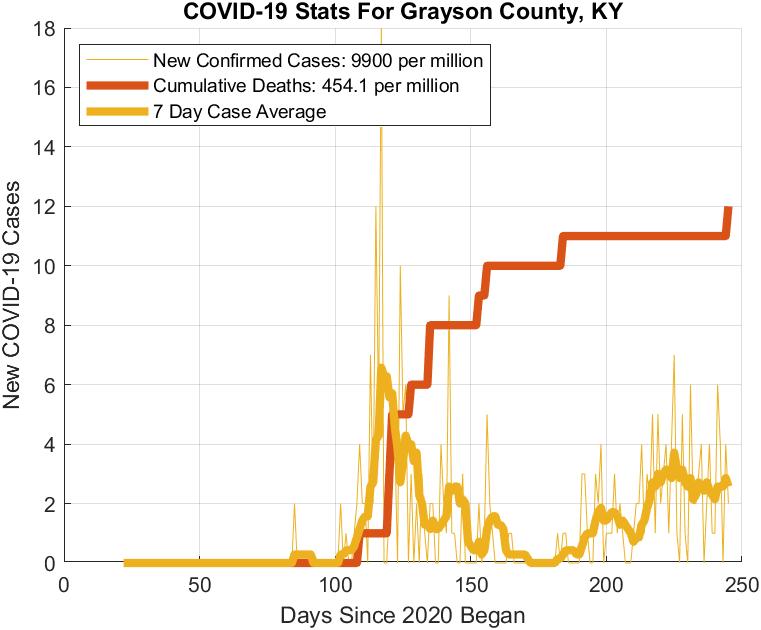 COVID-19 Stats For Grayson County, KY
New Confirmed Cases: 9900 per million
Cumulative Deaths: 454.1 per million
7 Day Case Average
New COVID-19 Cases
18
16
14
12
10
8
6
4
2
0
0 50 100 150 200 250
Days Since 2020 Began